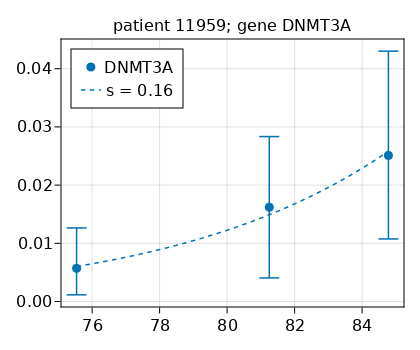 patient 11959; gene DNMT3A
DNMT3A
s = 0.16
0.04
0.03
0.02
0.01
0.00
76 78 80 82 84